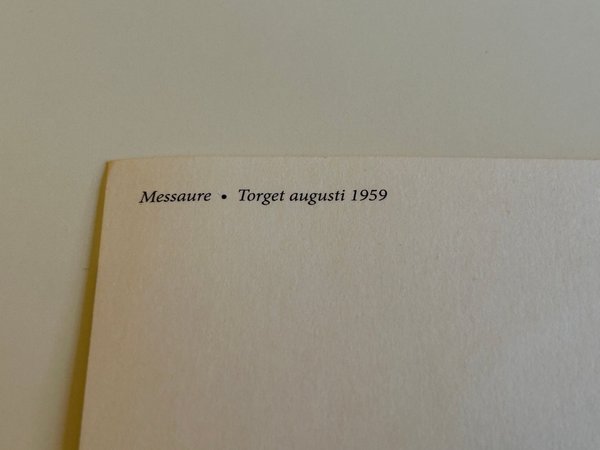 Messaure • Torget augusti 1959